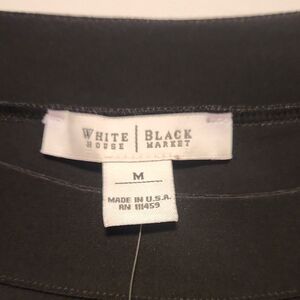 WHITE | BLACK
HOUSE | MARKET
M
MADE IN U.S.A.
RN 111459